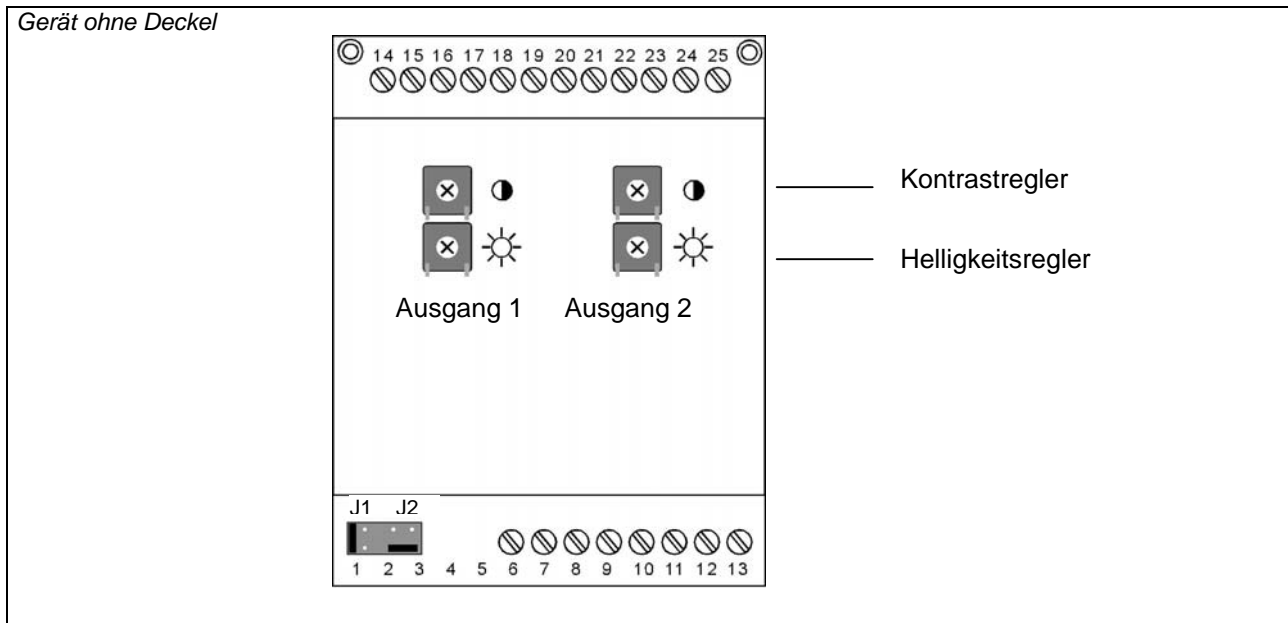 Gerät ohne Deckel
14 15 16 17 18 19 20 21 22 23 24 25
Kontrastregler
Helligkeitsregler
Ausgang 1 Ausgang 2
J1 J2
1 2 3 4 5 6 7 8 9 10 11 12 13